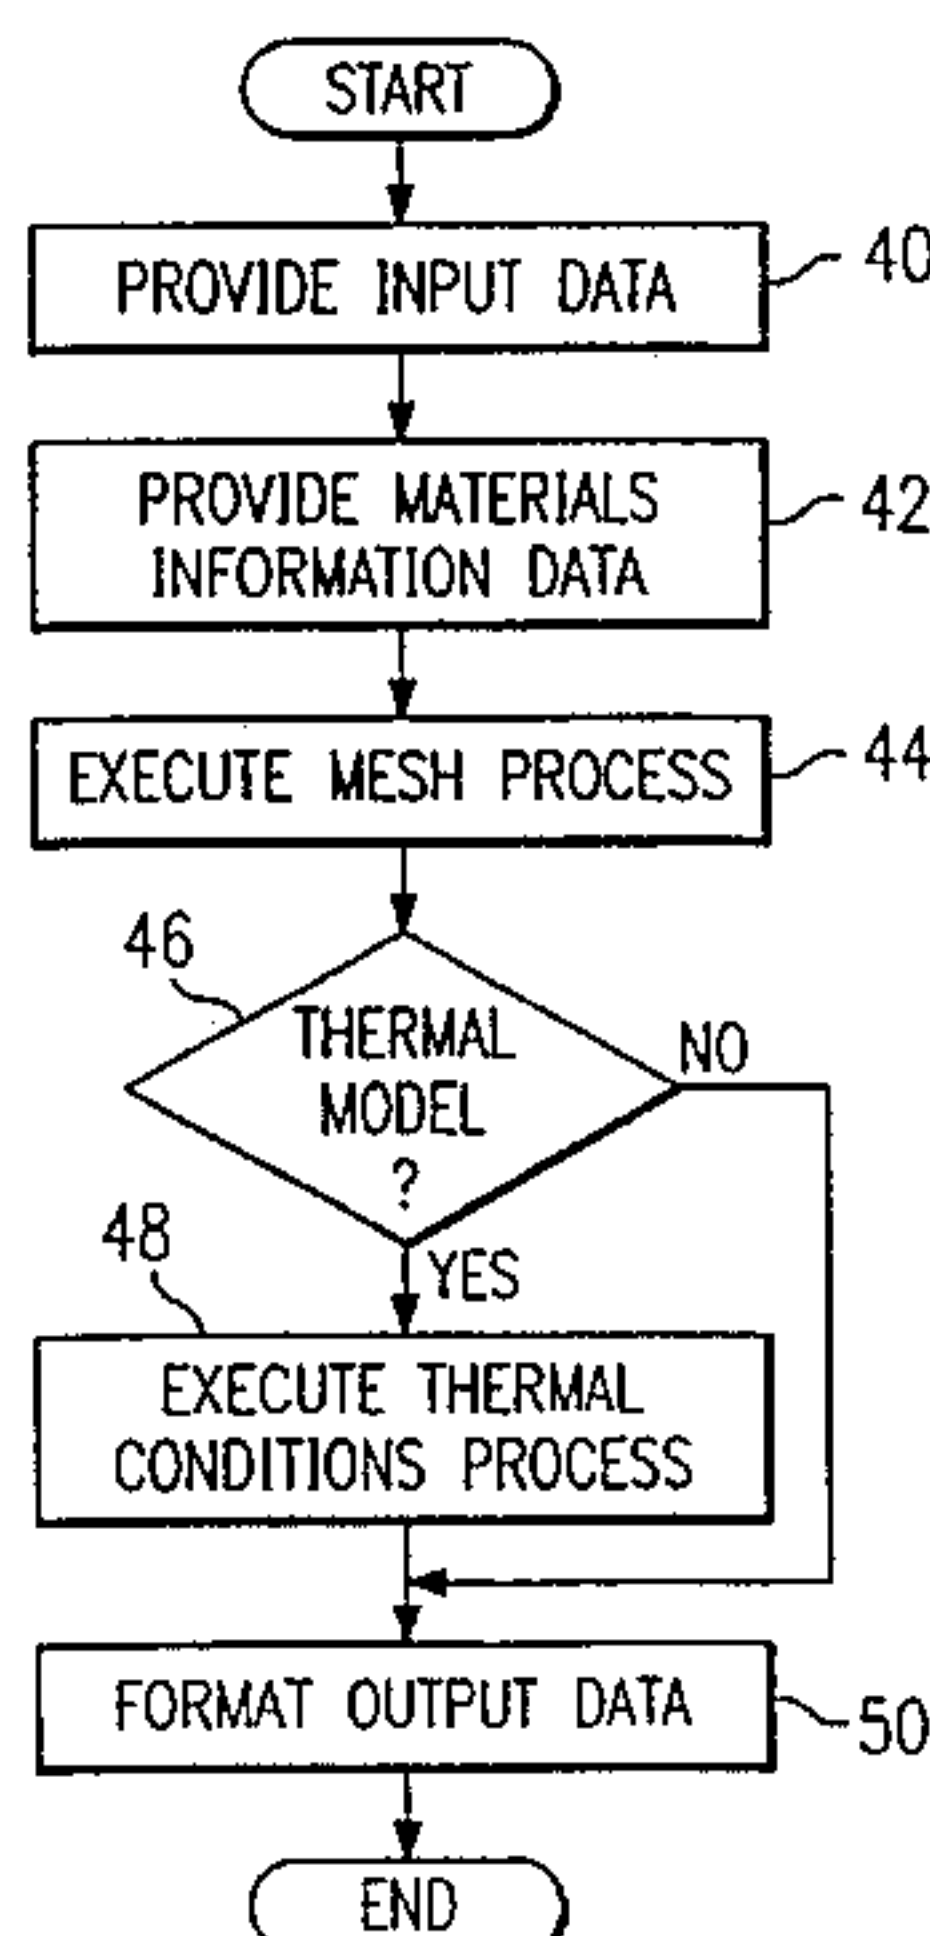 START
PROVIDE INPUT DATA
40
PROVIDE MATERIALS
INFORMATION DATA
42
EXECUTE MESH PROCESS
44
46
THERMAL
MODEL
?
NO
YES
48
EXECUTE THERMAL
CONDITIONS PROCESS
FORMAT OUTPUT DATA
50
END